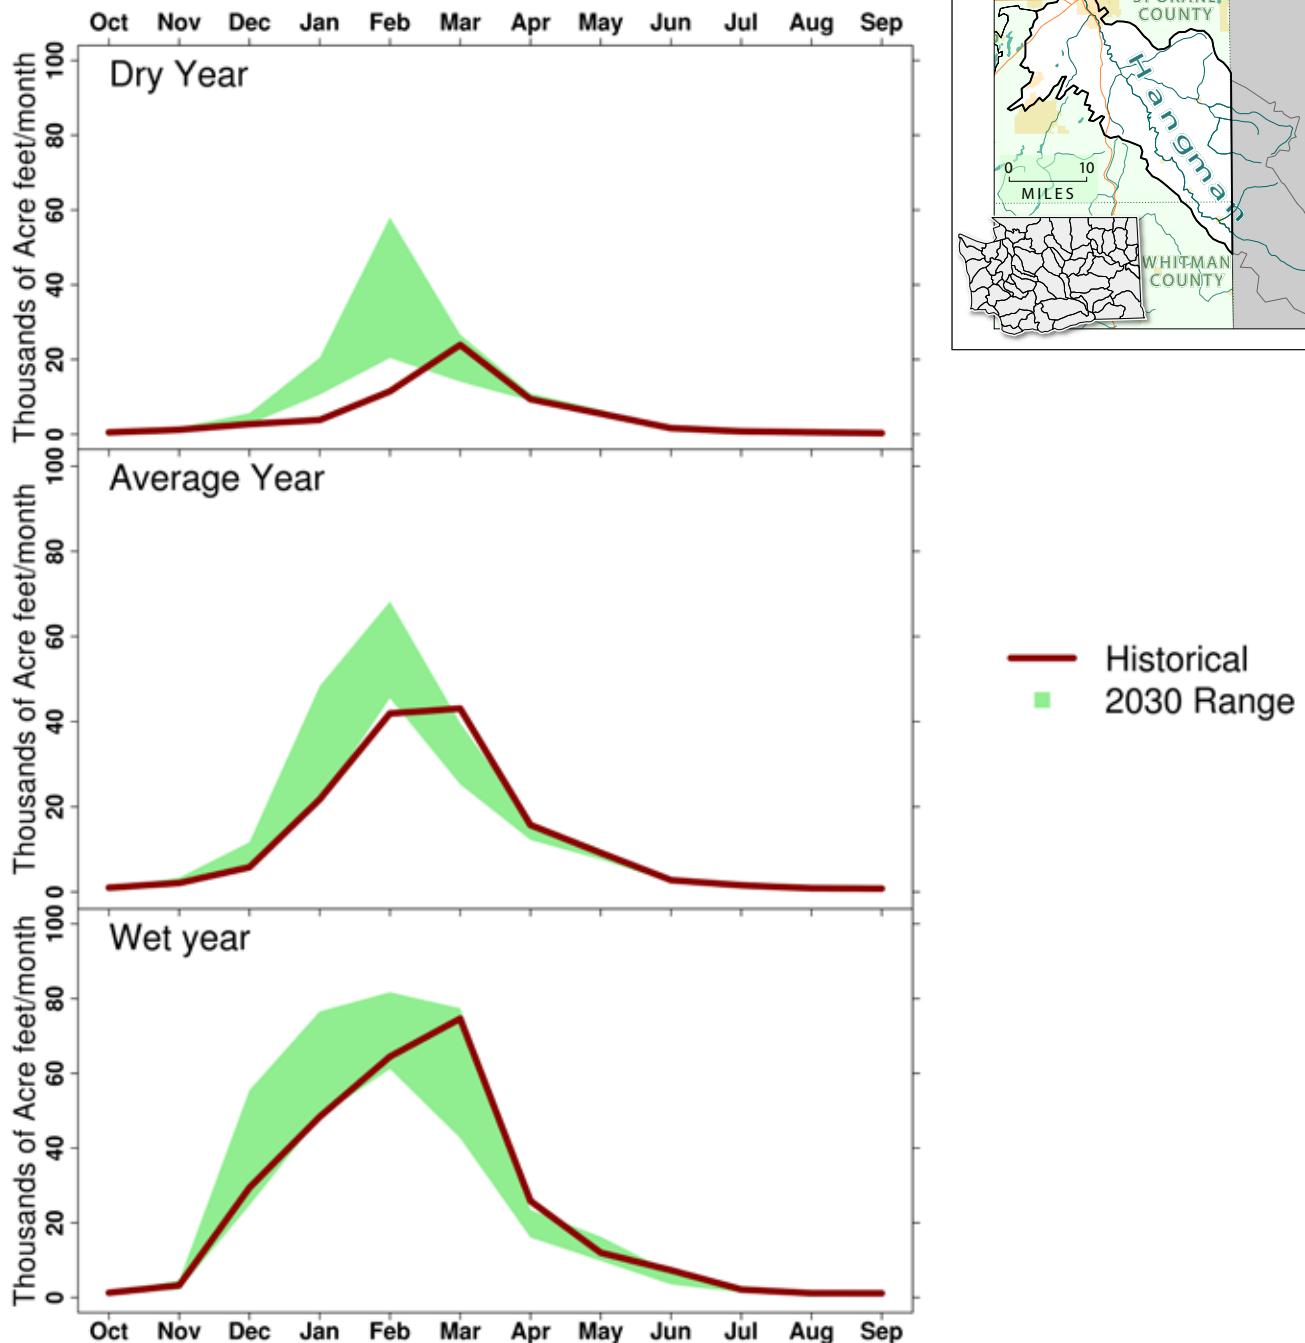 Oct Nov Dec Jan Feb Mar Apr May Jun Jul Aug Sep
Dry Year
Thousands of Acre feet/month
100
80
60
40
20
0
Average Year
Thousands of Acre feet/month
100
80
60
40
20
0
Wet year
Thousands of Acre feet/month
100
80
60
40
20
0
Oct Nov Dec Jan Feb Mar Apr May Jun Jul Aug Sep
SPOKANE
COUNTY
Hangman
0 10
MILES
WHITMAN
COUNTY
Historical
2030 Range